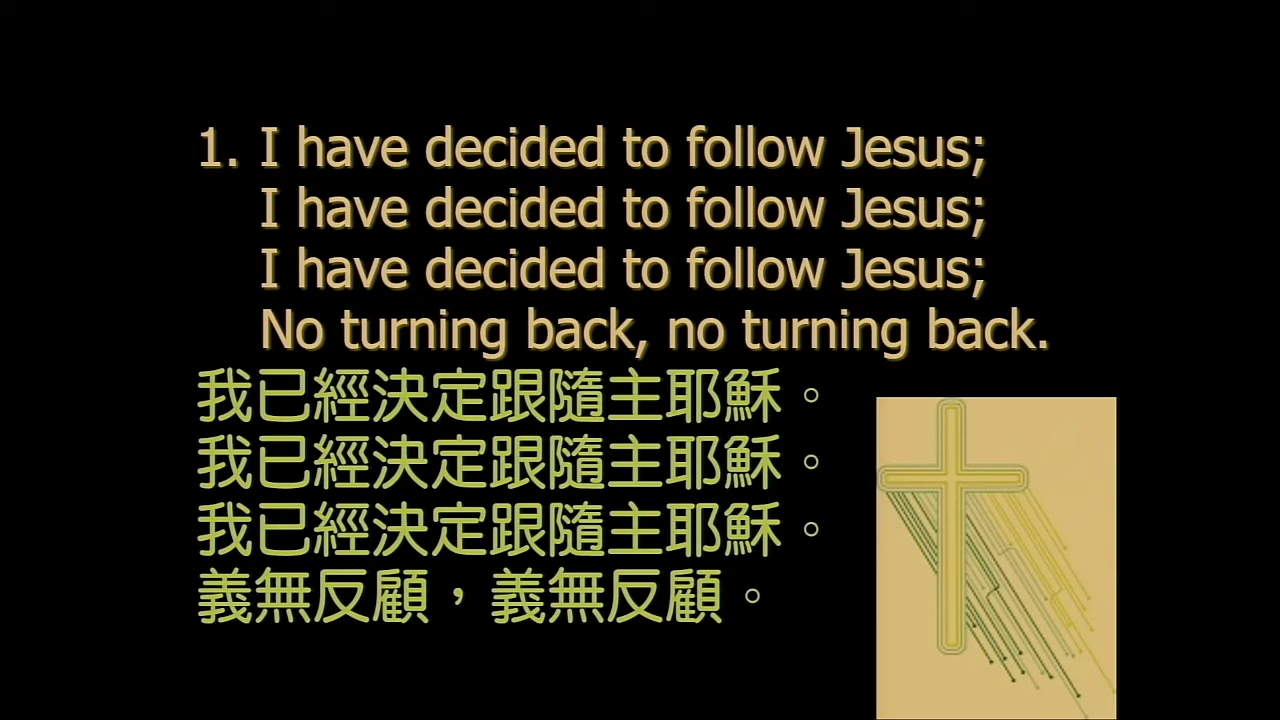 1. I have decided to follow Jesus;
I have decided to follow Jesus;
I have decided to follow Jesus;
No turning back, no turning back.
我已經決定跟隨主耶穌。
我已經決定跟隨主耶穌。
我已經決定跟隨主耶穌。
義無反顧，義無反顧。